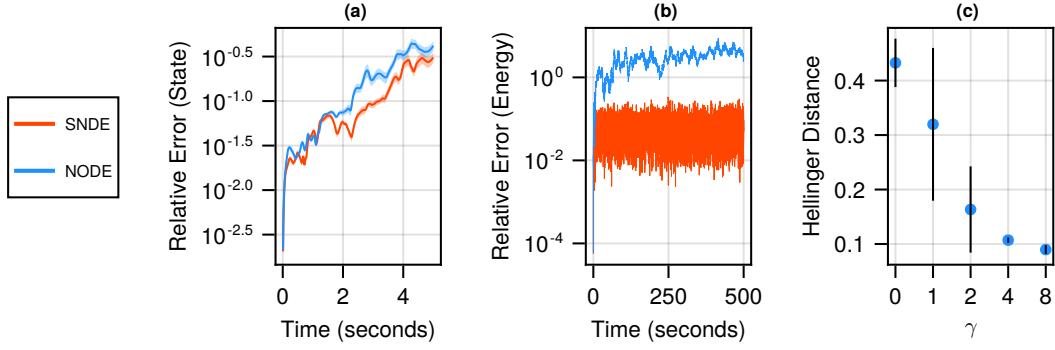 SNDE
NODE
(a)
Relative Error (State)
10^-0.5
10^-1.0
10^-1.5
10^-2.0
10^-2.5
0 2 4
Time (seconds)
(b)
Relative Error (Energy)
10^0
10^-2
10^-4
0 250 500
Time (seconds)
(c)
Hellinger Distance
0.4
0.3
0.2
0.1
0 1 2 4 8
γ